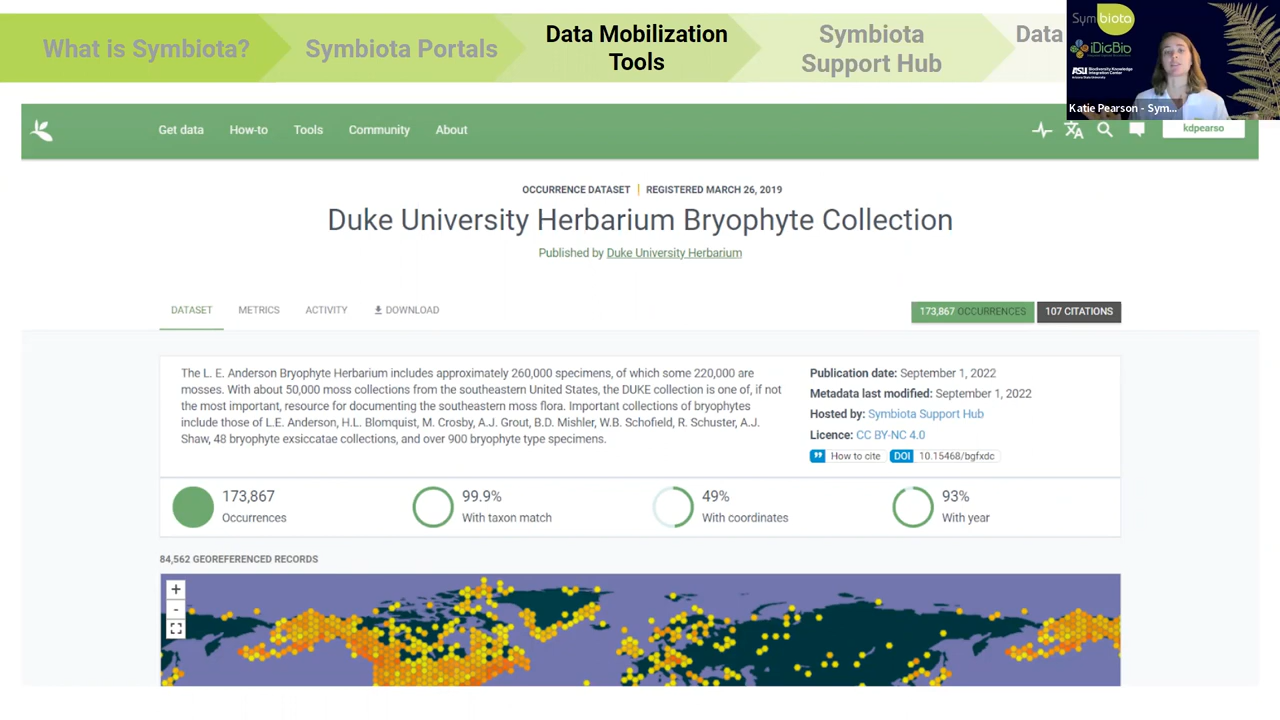 What is Symbiota?
Symbiota Portals
Data Mobilization
Tools
Symbiota
Support Hub
Data
Symbiota
iDigBio
ASU Biodiversity Knowledge
Integration Center
Katie Pearson - Sym...
Get data
How-to
Tools
Community
About
kdpearso
OCCURRENCE DATASET | REGISTERED MARCH 26, 2019
Duke University Herbarium Bryophyte Collection
Published by Duke University Herbarium
DATASET
METRICS
ACTIVITY
DOWNLOAD
173,867 OCCURRENCES
107 CITATIONS
The L. E. Anderson Bryophyte Herbarium includes approximately 260,000 specimens, of which some 220,000 are
mosses. With about 50,000 moss collections from the southeastern United States, the DUKE collection is one of, if not
the most important, resource for documenting the southeastern moss flora. Important collections of bryophytes
include those of L.E. Anderson, H.L. Blomquist, M. Crosby, A.J. Grout, B.D. Mishler, W.B. Schofield, R. Schuster, A.J.
Shaw, 48 bryophyte exsiccatae collections, and over 900 bryophyte type specimens.
Publication date: September 1, 2022
Metadata last modified: September 1, 2022
Hosted by: Symbiota Support Hub
Licence: CC BY-NC 4.0
How to cite
DOI 10.15468/bgfxdc
173,867
Occurrences
99.9%
With taxon match
49%
With coordinates
93%
With year
84,562 GEOREFERENCED RECORDS
+
-